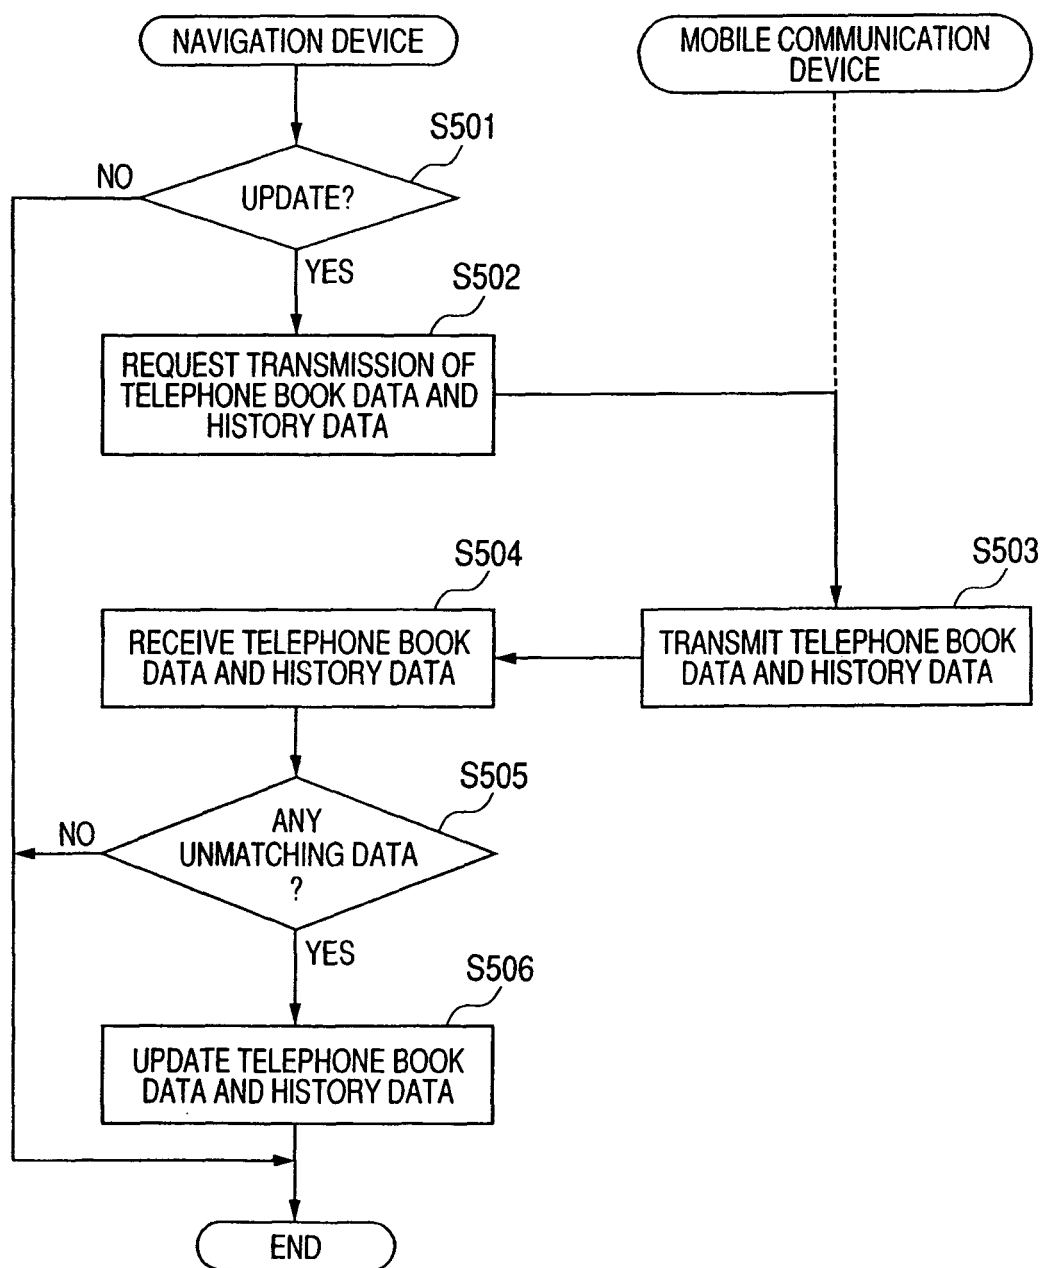 NAVIGATION DEVICE
MOBILE COMMUNICATION
DEVICE
S501
NO
UPDATE?
YES
S502
REQUEST TRANSMISSION OF
TELEPHONE BOOK DATA AND
HISTORY DATA
S504
S503
RECEIVE TELEPHONE BOOK
DATA AND HISTORY DATA
TRANSMIT TELEPHONE BOOK
DATA AND HISTORY DATA
S505
NO
ANY
UNMATCHING DATA
?
YES
S506
UPDATE TELEPHONE BOOK
DATA AND HISTORY DATA
END